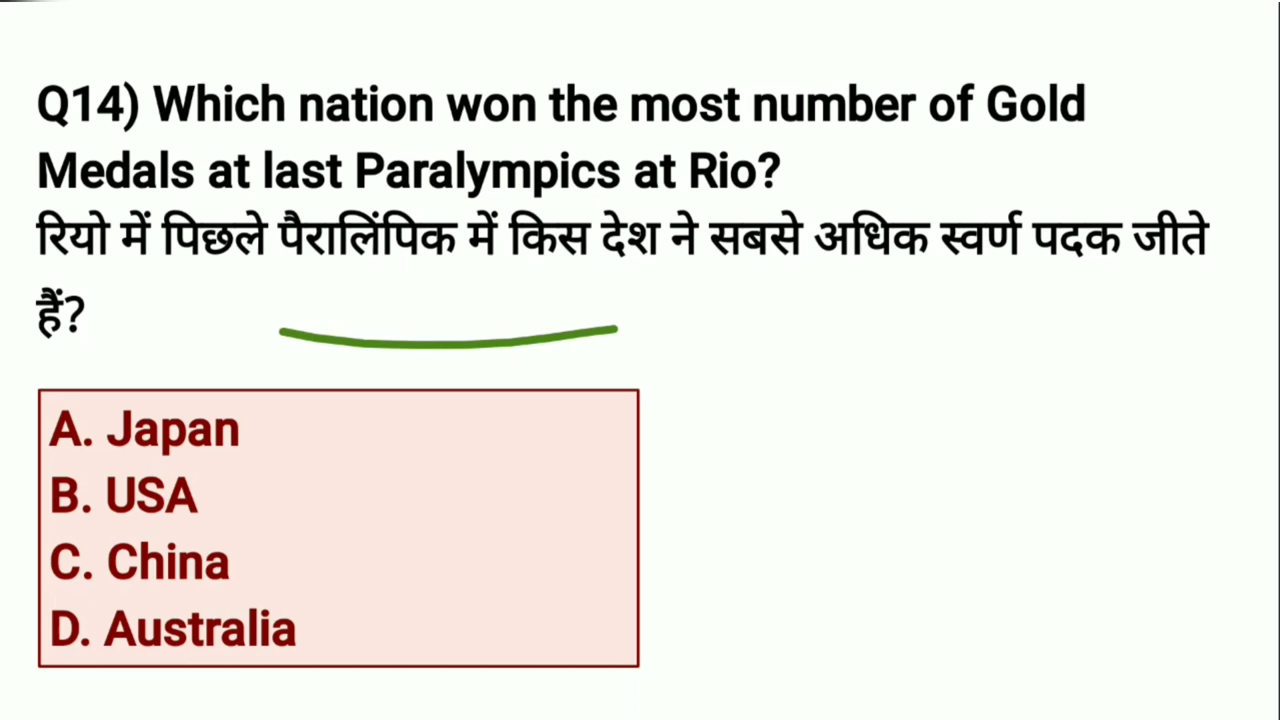 Q14) Which nation won the most number of Gold
Medals at last Paralympics at Rio?
रियो में पिछले पैरालिंपिक में किस देश ने सबसे अधिक स्वर्ण पदक जीते
हैं?
A. Japan
B. USA
C. China
D. Australia